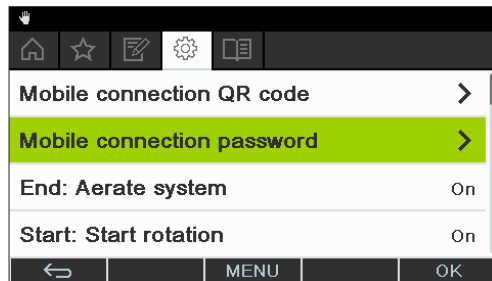 Mobile connection QR code
Mobile connection password
End: Aerate system On
Start: Start rotation On
MENU OK